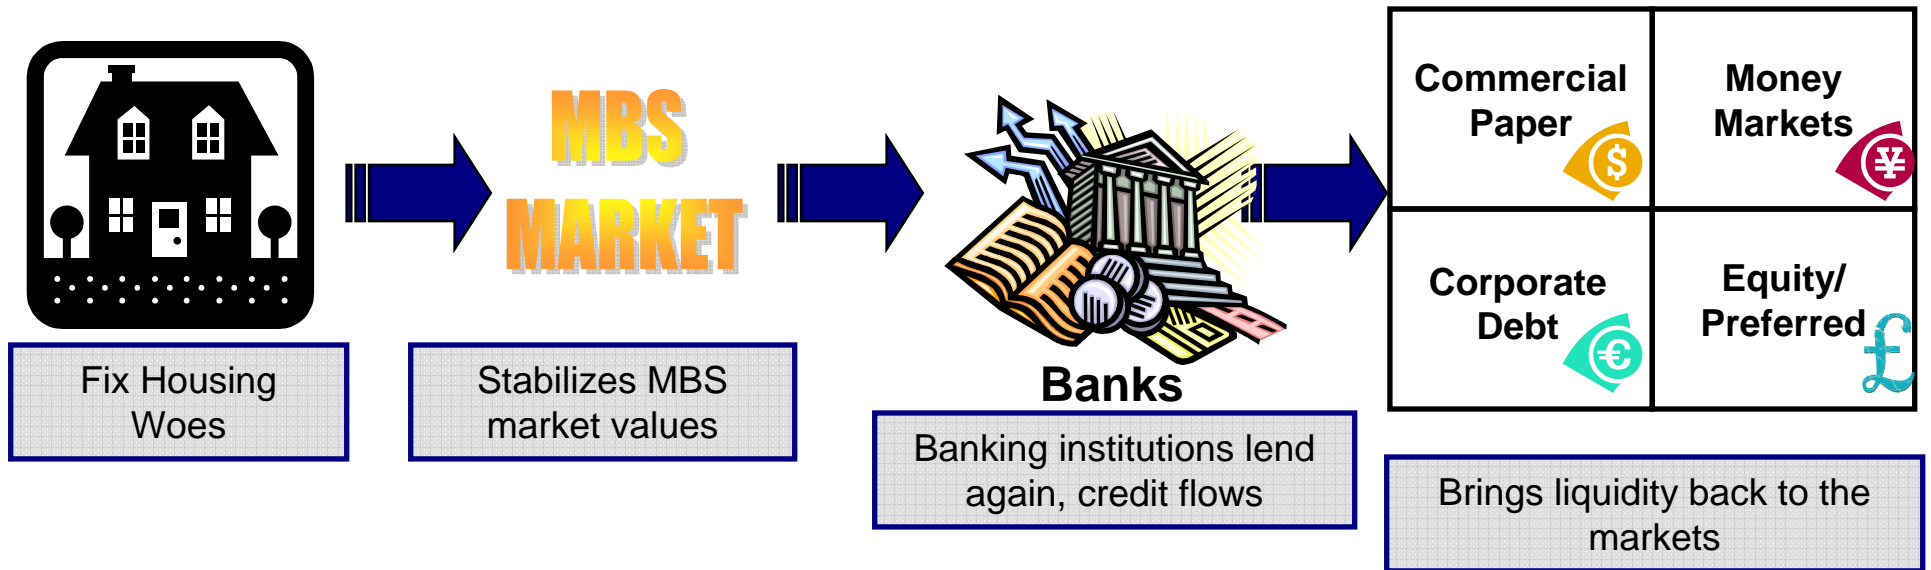 MBS
MARKET
Banks
Commercial
Paper
$
Money
Markets
¥
Corporate
Debt
€
Equity/
Preferred
£
Fix Housing
Woes
Stabilizes MBS
market values
Banking institutions lend
again, credit flows
Brings liquidity back to the
markets